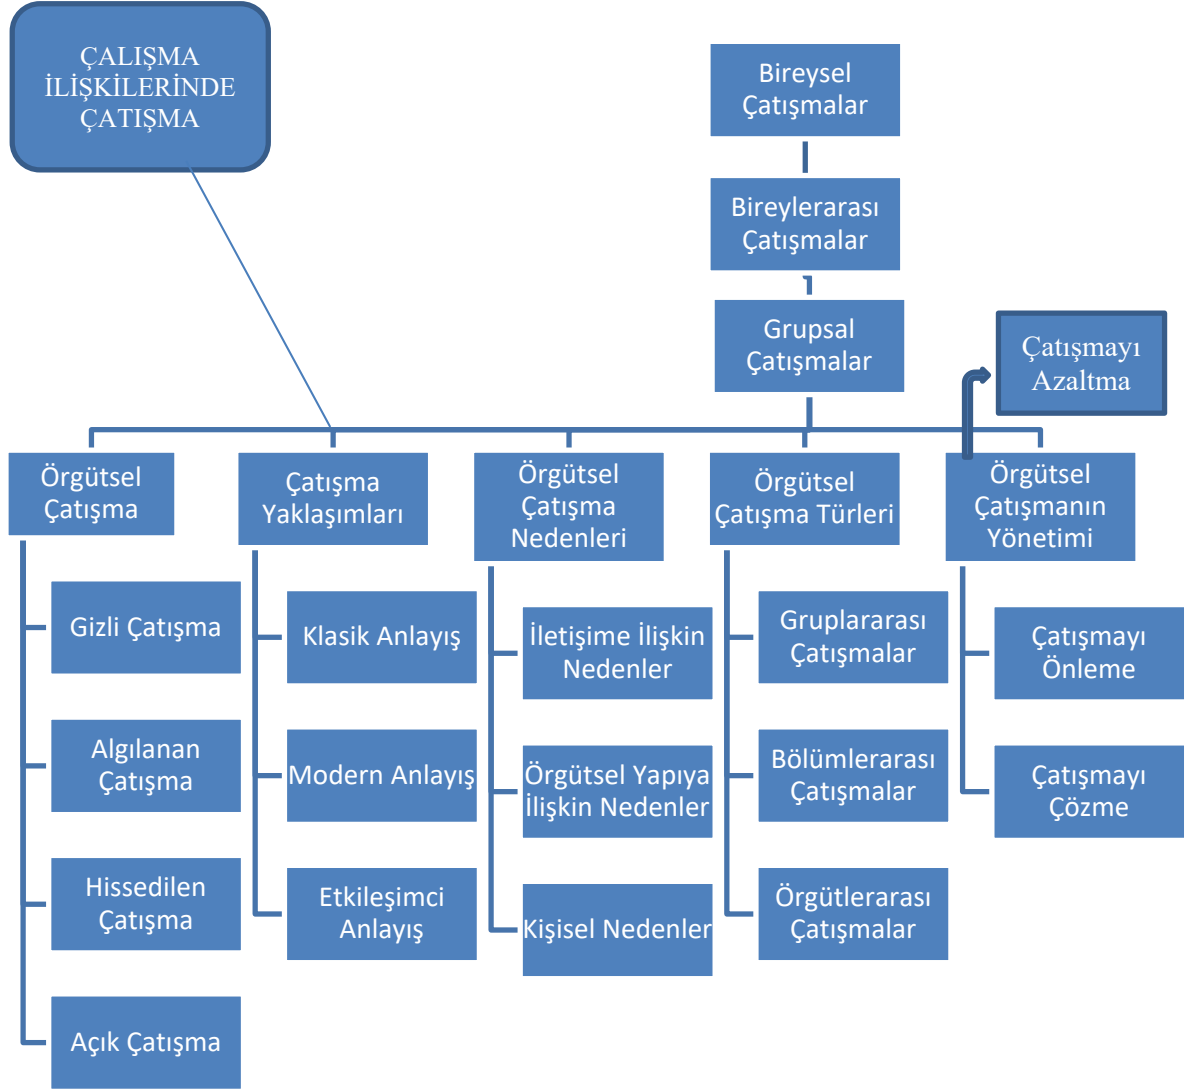 ÇALIŞMA
İLİŞKİLERİNDE
ÇATIŞMA
Bireysel
Çatışmalar
Bireylerarası
Çatışmalar
Grupsal
Çatışmalar
Çatışmayı
Azaltma
Örgütsel
Çatışma
Gizli Çatışma
Algılanan
Çatışma
Hissedilen
Çatışma
Açık Çatışma
Çatışma
Yaklaşımları
Klasik Anlayış
Modern Anlayış
Etkileşimci
Anlayış
Örgütsel
Çatışma
Nedenleri
İletişime İlişkin
Nedenler
Örgütsel Yapıya
İlişkin Nedenler
Kişisel Nedenler
Örgütsel
Çatışma Türleri
Gruplararası
Çatışmalar
Bölümlerarası
Çatışmalar
Örgütlerarası
Çatışmalar
Örgütsel
Çatışmanın
Yönetimi
Çatışmayı
Önleme
Çatışmayı
Çözme